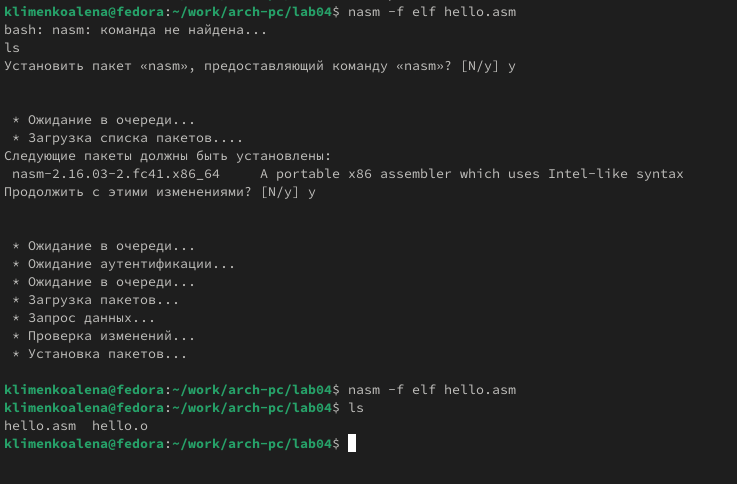 klimenkoalena@fedora:~/work/arch-pc/lab04$ nasm -f elf hello.asm
bash: nasm: команда не найдена...
ls
Установить пакет «nasm», предоставляющий команду «nasm»? [N/y] y
* Ожидание в очереди...
* Загрузка списка пакетов....
Следующие пакеты должны быть установлены:
nasm-2.16.03-2.fc41.x86_64     A portable x86 assembler which uses Intel-like syntax
Продолжить с этими изменениями? [N/y] y
* Ожидание в очереди...
* Ожидание аутентификации...
* Ожидание в очереди...
* Загрузка пакетов...
* Запрос данных...
* Проверка изменений...
* Установка пакетов...
klimenkoalena@fedora:~/work/arch-pc/lab04$ nasm -f elf hello.asm
klimenkoalena@fedora:~/work/arch-pc/lab04$ ls
hello.asm  hello.o
klimenkoalena@fedora:~/work/arch-pc/lab04$